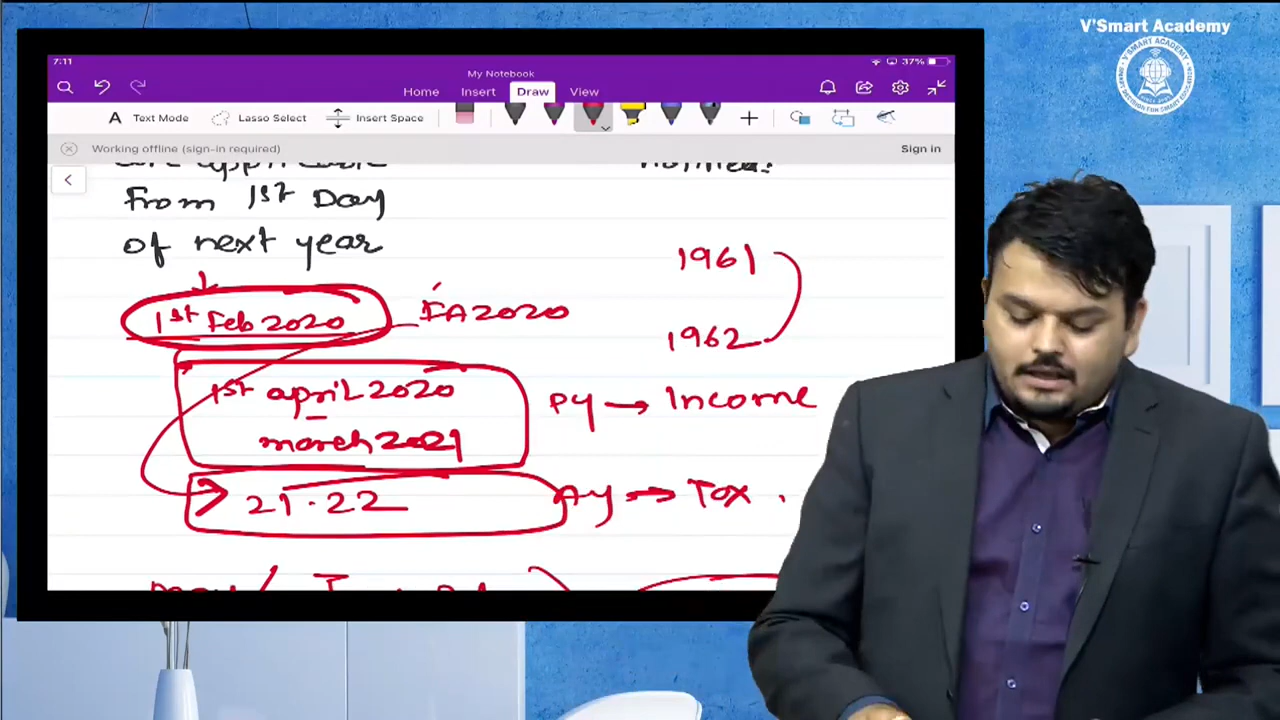 V'Smart Academy
7:11
37%
My Notebook
Home Insert Draw View
Text Mode Lasso Select Insert Space
Working offline (sign-in required) Sign in
From 1st Day
of next year
1961
1st Feb 2020 FA2020
1962
1st april 2020
PY → Income
march 2021
21-22 AY → Tax